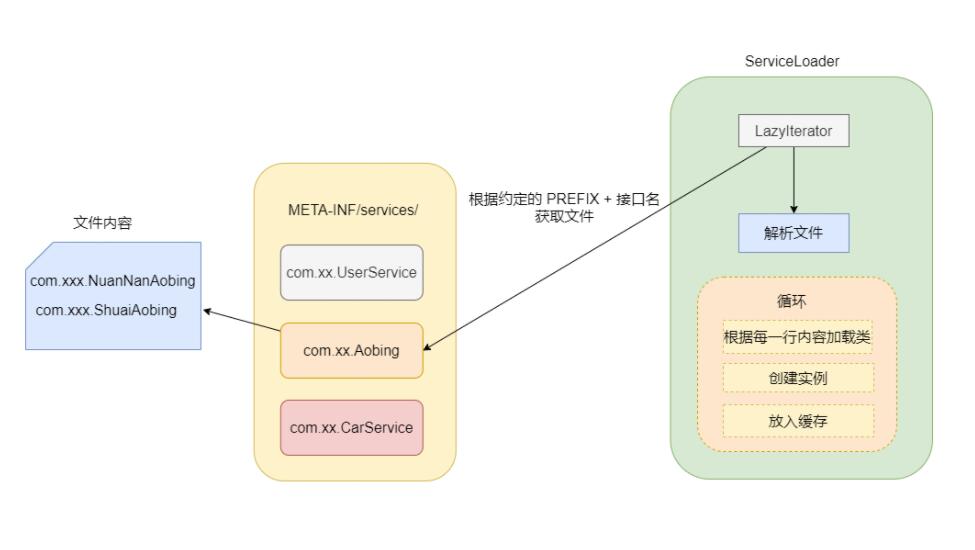 ServiceLoader
LazyIterator
根据约定的 PREFIX + 接口名
获取文件
META-INF/services/
文件内容
解析文件
com.xx.UserService
com.xxx.NuanNanAobing
com.xxx.ShuaiAobing
循环
根据每一行内容加载类
com.xx.Aobing
创建实例
放入缓存
com.xx.CarService